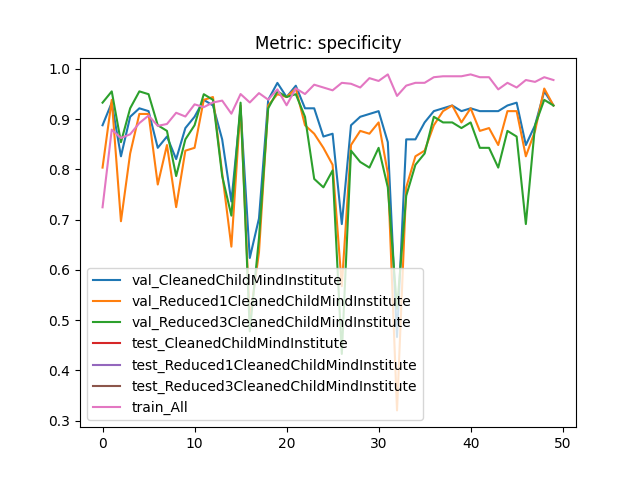 Metric: specificity
1.0
0.9
0.8
0.7
0.6
0.5
0.4
0.3
val_CleanedChildMindInstitute
val_Reduced1CleanedChildMindInstitute
val_Reduced3CleanedChildMindInstitute
test_CleanedChildMindInstitute
test_Reduced1CleanedChildMindInstitute
test_Reduced3CleanedChildMindInstitute
train_All
0 10 20 30 40 50